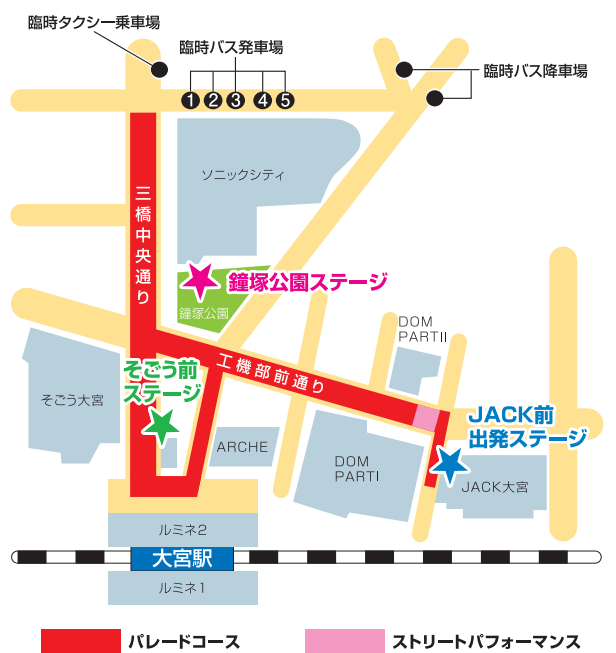 臨時タクシー乗車場
臨時バス発車場
臨時バス降車場
1 2 3 4 5
ソニックシティ
三橋中央通り
鐘塚公園ステージ
鐘塚公園
DOM
PARTII
工機部前通り
そごう前
ステージ
そごう大宮
JACK前
出発ステージ
ARCHE
DOM
PARTI
JACK大宮
ルミネ2
大宮駅
ルミネ1
パレードコース
ストリートパフォーマンス